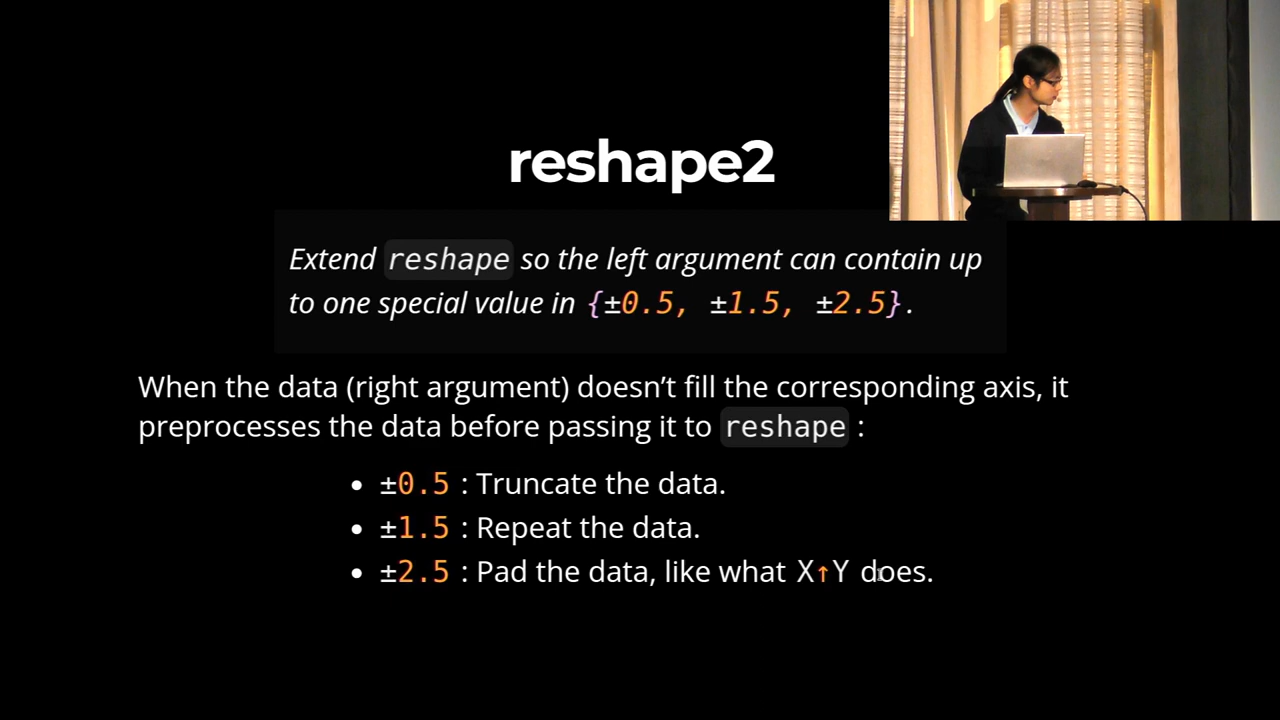 reshape2
Extend reshape so the left argument can contain up
to one special value in {±0.5, ±1.5, ±2.5}.
When the data (right argument) doesn’t fill the corresponding axis, it
preprocesses the data before passing it to reshape :
• ±0.5 : Truncate the data.
• ±1.5 : Repeat the data.
• ±2.5 : Pad the data, like what X↑Y does.